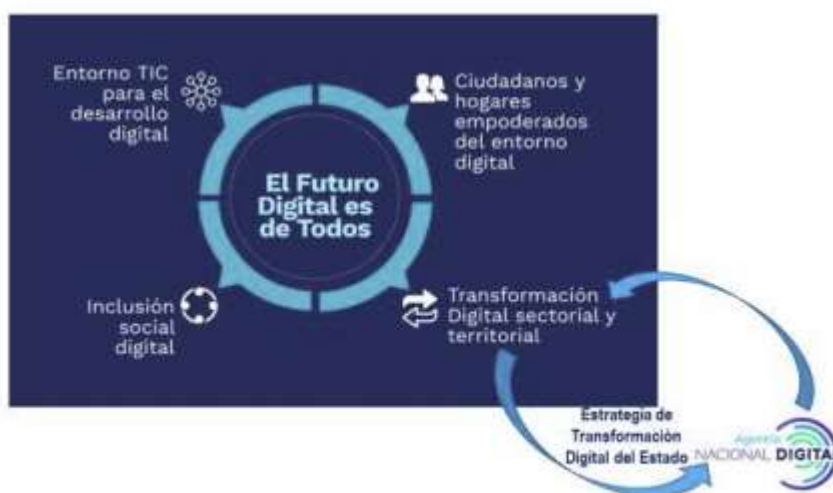 Entorno TIC
para el
desarrollo
digital
Ciudadanos y
hogares
empoderados
del entorno
digital
El Futuro
Digital es
de Todos
Inclusión
social
digital
Transformación
Digital sectorial y
territorial
Estrategia de
Transformación
Digital del Estado
Agencia
NACIONAL DIGITA